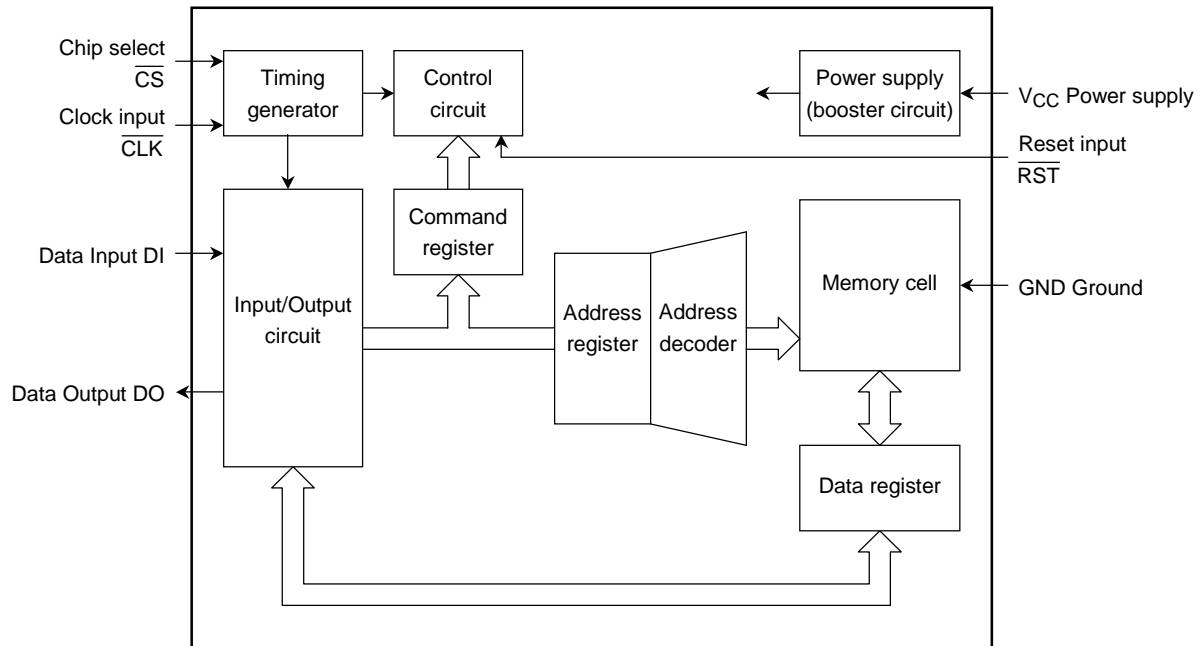 Chip select
CS
Clock input
CLK
Data Input DI
Data Output DO
Timing
generator
Control
circuit
Power supply
(booster circuit)
VCC Power supply
Reset input
RST
Command
register
Input/Output
circuit
Address
register
Address
decoder
Memory cell
GND Ground
Data register